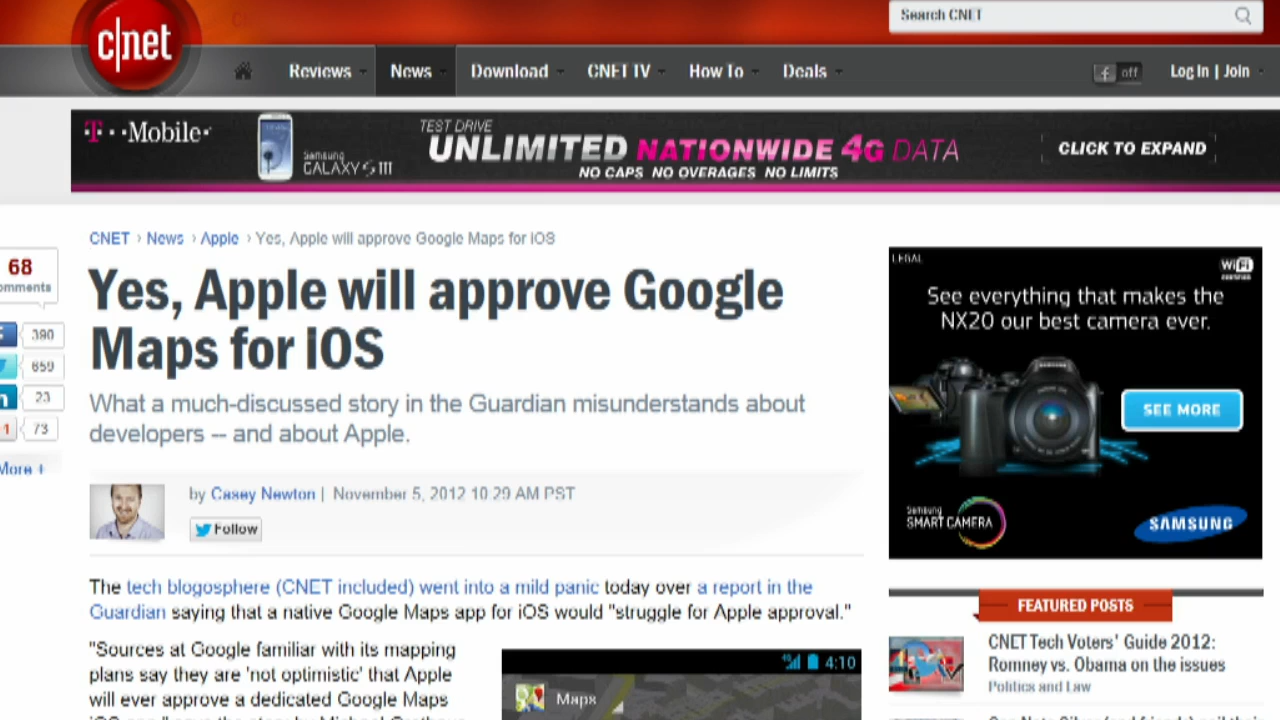 c|net
Search CNET
Reviews
News
Download
CNET TV
How To
Deals
f off
Log In | Join
T··Mobile·
Samsung
GALAXY S III
TEST DRIVE
UNLIMITED NATIONWIDE 4G DATA
NO CAPS NO OVERAGES NO LIMITS
CLICK TO EXPAND
CNET › News › Apple › Yes, Apple will approve Google Maps for iOS
68
comments
390
659
23
73
More +
Yes, Apple will approve Google
Maps for iOS
What a much-discussed story in the Guardian misunderstands about
developers -- and about Apple.
by Casey Newton | November 5, 2012 10:29 AM PST
Follow
The tech blogosphere (CNET included) went into a mild panic today over a report in the
Guardian saying that a native Google Maps app for iOS would "struggle for Apple approval."
"Sources at Google familiar with its mapping
plans say they are 'not optimistic' that Apple
will ever approve a dedicated Google Maps
4G 4:10
Maps
LEGAL
WiFi
CERTIFIED
See everything that makes the
NX20 our best camera ever.
SAMSUNG
SEE MORE
Samsung
SMART CAMERA
SAMSUNG
FEATURED POSTS
CNET Tech Voters' Guide 2012:
Romney vs. Obama on the issues
Politics and Law